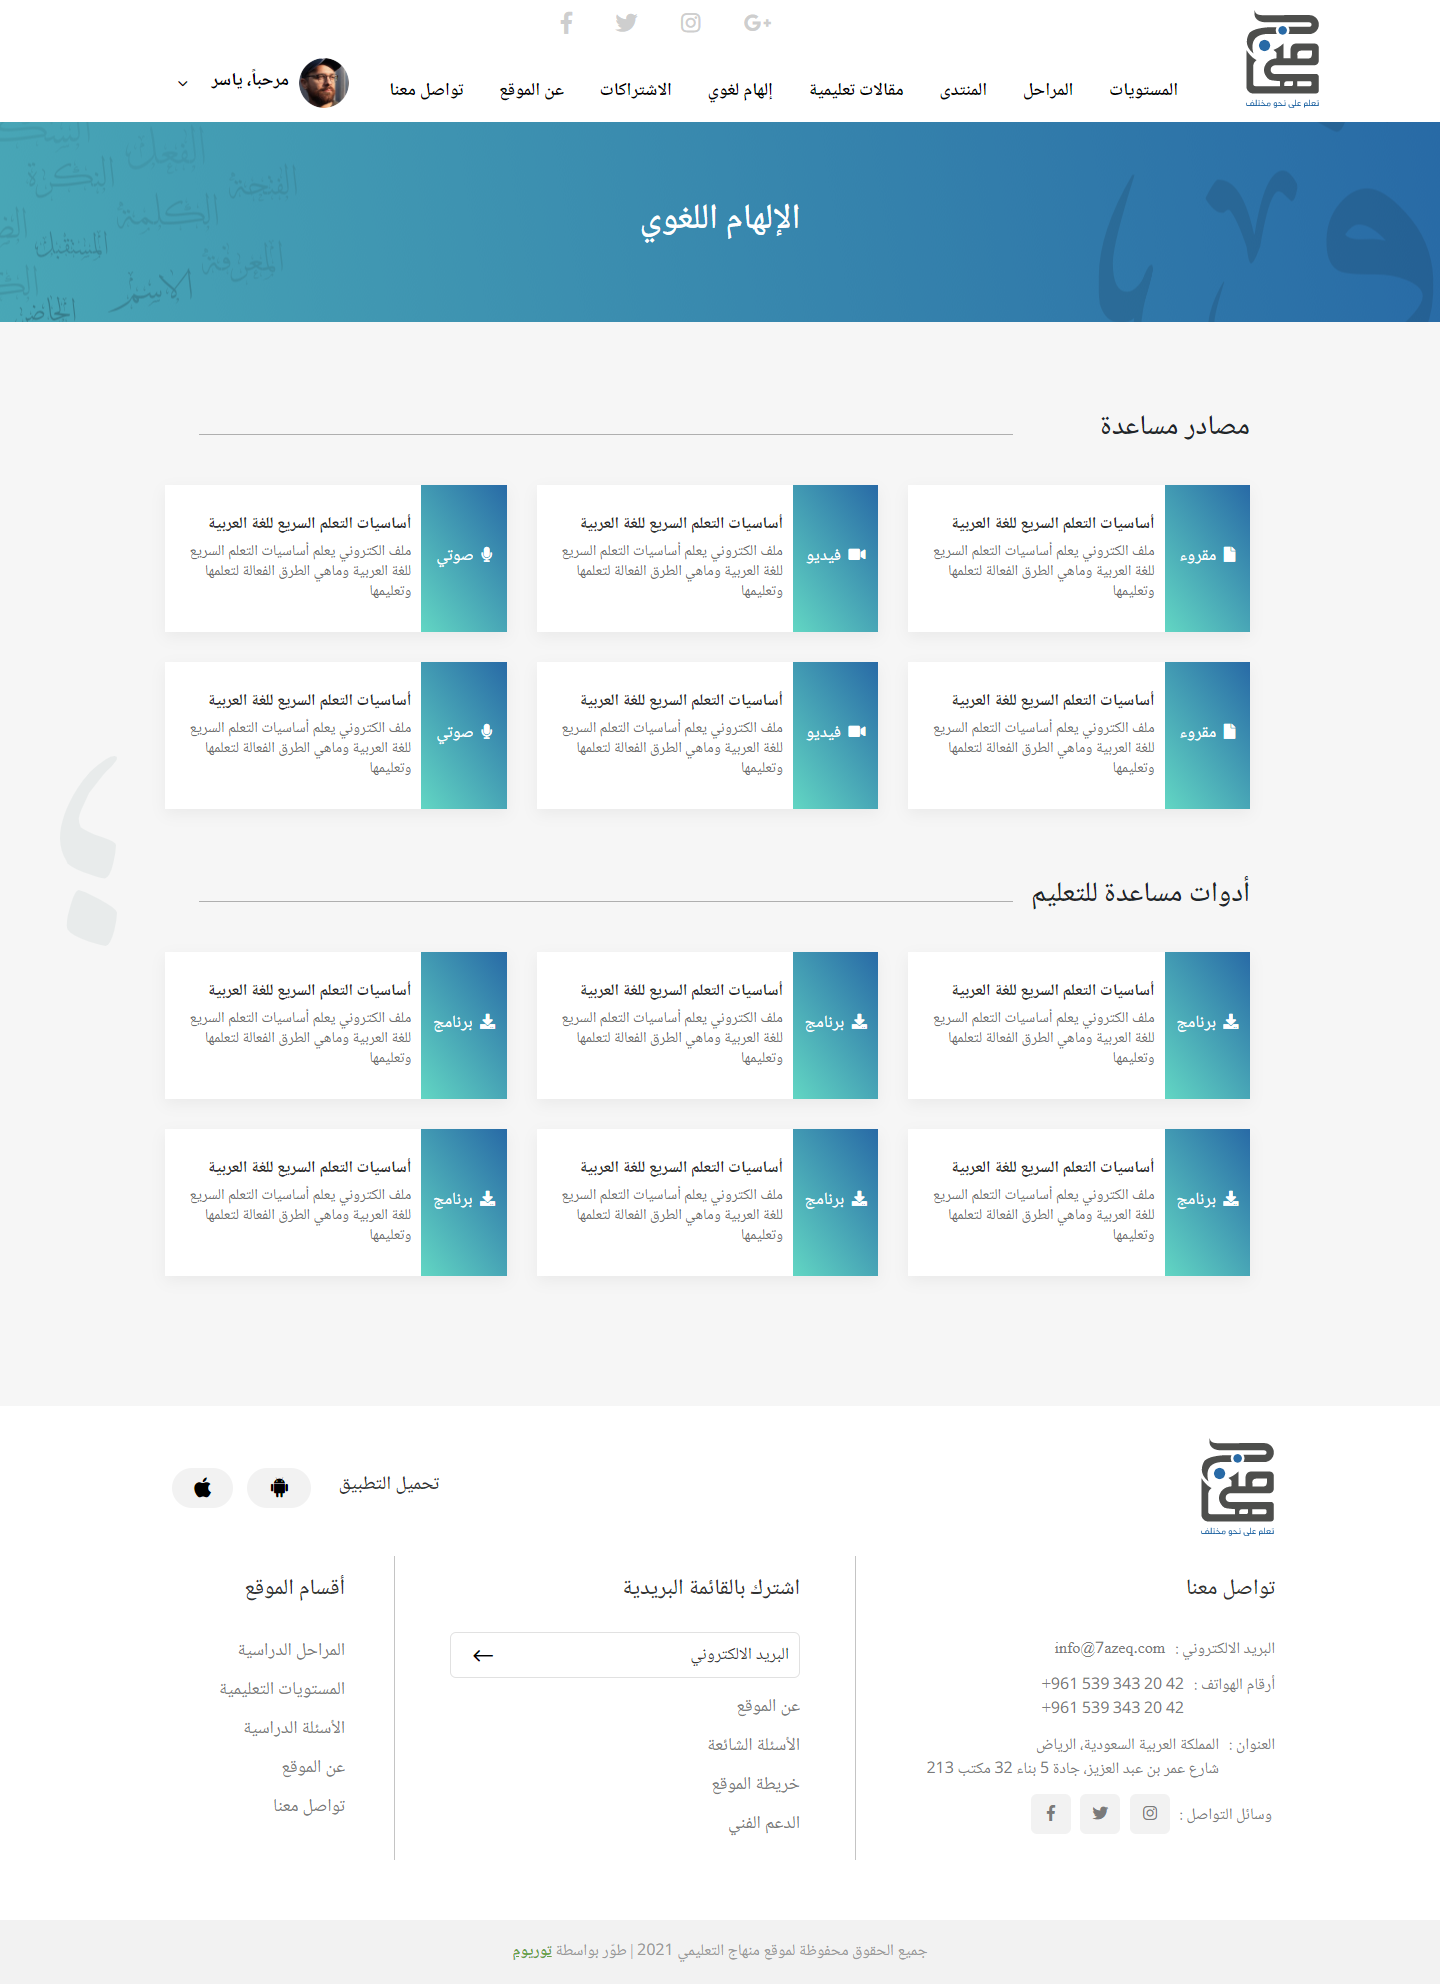 تعلم على نحو مختلف
المستويات
المراحل
المنتدى
مقالات تعليمية
إلهام لغوي
الاشتراكات
عن الموقع
تواصل معنا
مرحباً، ياسر
الفعل
النكرة
الفتحة
الكلمة
المستقبل
المعرفة
الاسم
الإلهام اللغوي
مصادر مساعدة
مقروء
أساسيات التعلم السريع للغة العربية
ملف الكتروني يعلم أساسيات التعلم السريع
للغة العربية وماهي الطرق الفعالة لتعلمها
وتعليمها
فيديو
أساسيات التعلم السريع للغة العربية
ملف الكتروني يعلم أساسيات التعلم السريع
للغة العربية وماهي الطرق الفعالة لتعلمها
وتعليمها
صوتي
أساسيات التعلم السريع للغة العربية
ملف الكتروني يعلم أساسيات التعلم السريع
للغة العربية وماهي الطرق الفعالة لتعلمها
وتعليمها
مقروء
أساسيات التعلم السريع للغة العربية
ملف الكتروني يعلم أساسيات التعلم السريع
للغة العربية وماهي الطرق الفعالة لتعلمها
وتعليمها
فيديو
أساسيات التعلم السريع للغة العربية
ملف الكتروني يعلم أساسيات التعلم السريع
للغة العربية وماهي الطرق الفعالة لتعلمها
وتعليمها
صوتي
أساسيات التعلم السريع للغة العربية
ملف الكتروني يعلم أساسيات التعلم السريع
للغة العربية وماهي الطرق الفعالة لتعلمها
وتعليمها
أدوات مساعدة للتعليم
برنامج
أساسيات التعلم السريع للغة العربية
ملف الكتروني يعلم أساسيات التعلم السريع
للغة العربية وماهي الطرق الفعالة لتعلمها
وتعليمها
برنامج
أساسيات التعلم السريع للغة العربية
ملف الكتروني يعلم أساسيات التعلم السريع
للغة العربية وماهي الطرق الفعالة لتعلمها
وتعليمها
برنامج
أساسيات التعلم السريع للغة العربية
ملف الكتروني يعلم أساسيات التعلم السريع
للغة العربية وماهي الطرق الفعالة لتعلمها
وتعليمها
برنامج
أساسيات التعلم السريع للغة العربية
ملف الكتروني يعلم أساسيات التعلم السريع
للغة العربية وماهي الطرق الفعالة لتعلمها
وتعليمها
برنامج
أساسيات التعلم السريع للغة العربية
ملف الكتروني يعلم أساسيات التعلم السريع
للغة العربية وماهي الطرق الفعالة لتعلمها
وتعليمها
برنامج
أساسيات التعلم السريع للغة العربية
ملف الكتروني يعلم أساسيات التعلم السريع
للغة العربية وماهي الطرق الفعالة لتعلمها
وتعليمها
تعلم على نحو مختلف
تحميل التطبيق
تواصل معنا
البريد الالكتروني : info@7azeq.com
أرقام الهواتف : +961 539 343 20 42
+961 539 343 20 42
العنوان : المملكة العربية السعودية، الرياض
شارع عمر بن عبد العزيز، جادة 5 بناء 32 مكتب 213
وسائل التواصل :
اشترك بالقائمة البريدية
البريد الالكتروني
عن الموقع
الأسئلة الشائعة
خريطة الموقع
الدعم الفني
أقسام الموقع
المراحل الدراسية
المستويات التعليمية
الأسئلة الدراسية
عن الموقع
تواصل معنا
جميع الحقوق محفوظة لموقع منهاج التعليمي 2021 | طوّر بواسطة توريوم